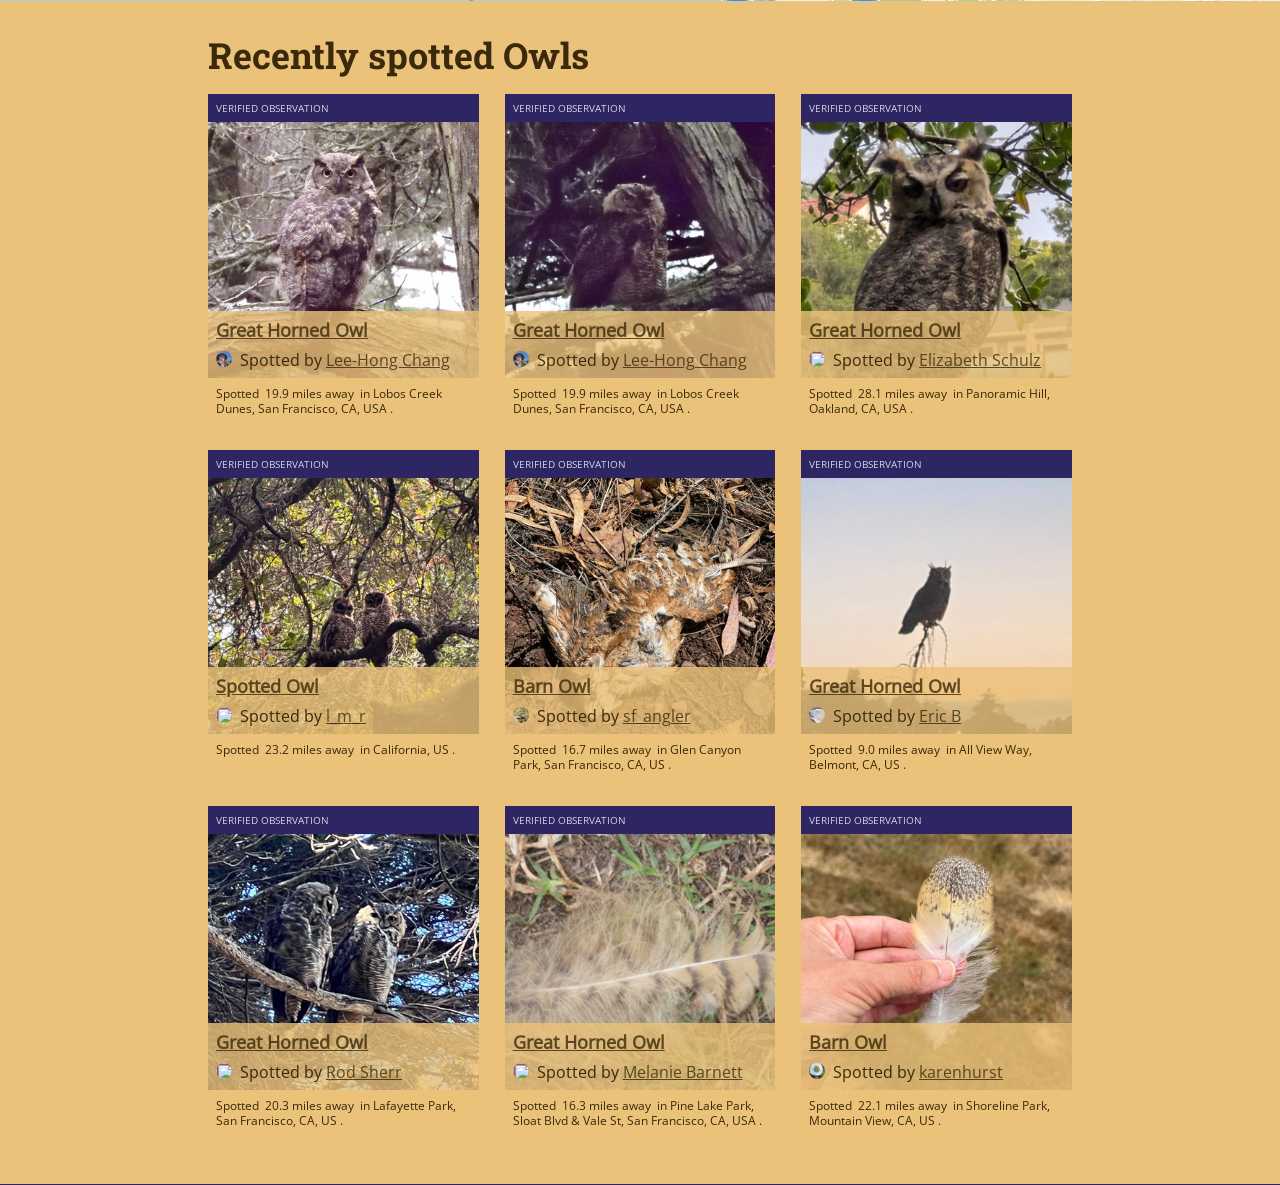 Recently spotted Owls
VERIFIED OBSERVATION
Great Horned Owl
Spotted by Lee-Hong Chang
Spotted 19.9 miles away in Lobos Creek
Dunes, San Francisco, CA, USA .
VERIFIED OBSERVATION
Great Horned Owl
Spotted by Lee-Hong Chang
Spotted 19.9 miles away in Lobos Creek
Dunes, San Francisco, CA, USA .
VERIFIED OBSERVATION
Great Horned Owl
Spotted by Elizabeth Schulz
Spotted 28.1 miles away in Panoramic Hill,
Oakland, CA, USA .
VERIFIED OBSERVATION
Spotted Owl
Spotted by l_m_r
Spotted 23.2 miles away in California, US .
VERIFIED OBSERVATION
Barn Owl
Spotted by sf_angler
Spotted 16.7 miles away in Glen Canyon
Park, San Francisco, CA, US .
VERIFIED OBSERVATION
Great Horned Owl
Spotted by Eric B
Spotted 9.0 miles away in All View Way,
Belmont, CA, US .
VERIFIED OBSERVATION
Great Horned Owl
Spotted by Rod Sherr
Spotted 20.3 miles away in Lafayette Park,
San Francisco, CA, US .
VERIFIED OBSERVATION
Great Horned Owl
Spotted by Melanie Barnett
Spotted 16.3 miles away in Pine Lake Park,
Sloat Blvd & Vale St, San Francisco, CA, USA .
VERIFIED OBSERVATION
Barn Owl
Spotted by karenhurst
Spotted 22.1 miles away in Shoreline Park,
Mountain View, CA, US .